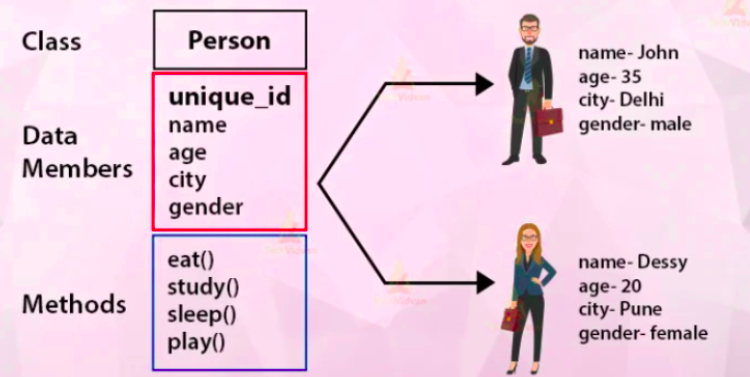 Class
Person
Data
Members
unique_id
name
age
city
gender
Methods
eat()
study()
sleep()
play()
name- John
age- 35
city- Delhi
gender- male
name- Dessy
age- 20
city- Pune
gender- female